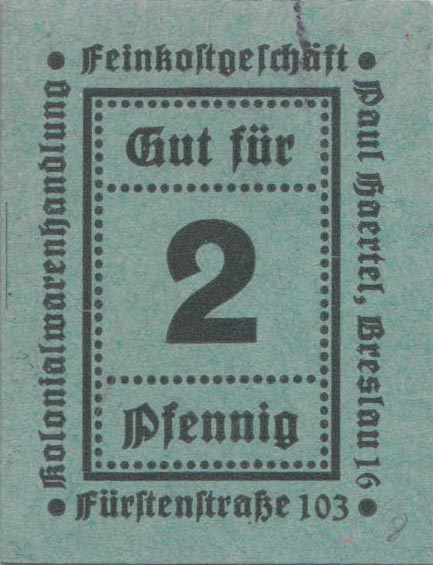 Feinkostgeschäft
Kolonialwarenhandlung
Paul Haertel, Breslau 16
Gut für
2
Pfennig
Fürstenstraße 103